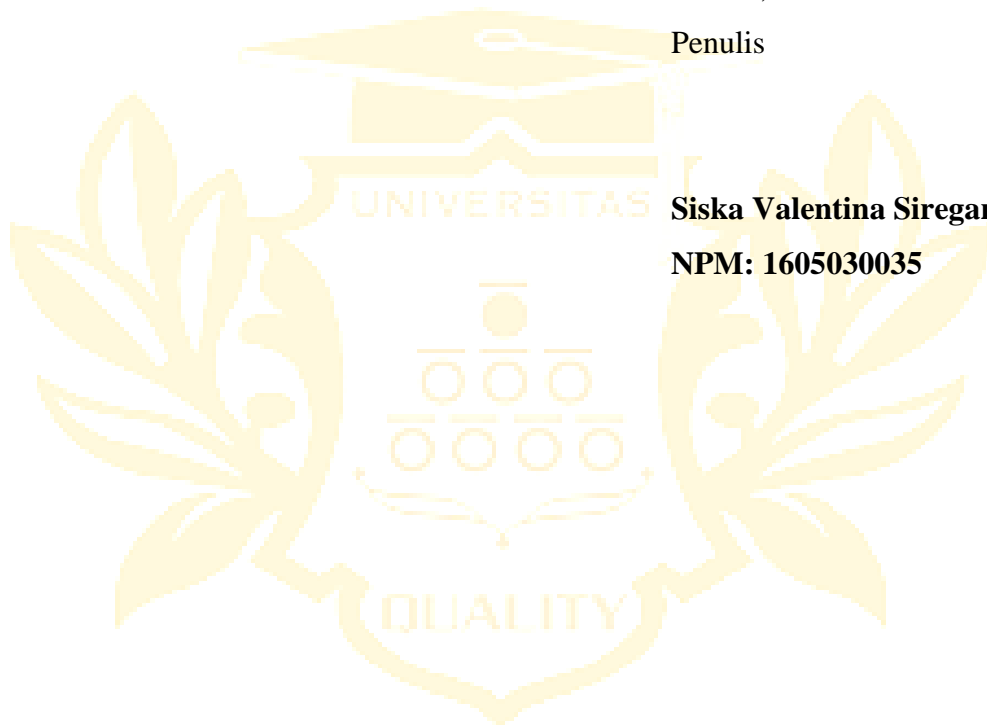 Penulis
UNIVERSITAS
Siska Valentina Siregar
NPM: 1605030035
QUALITY